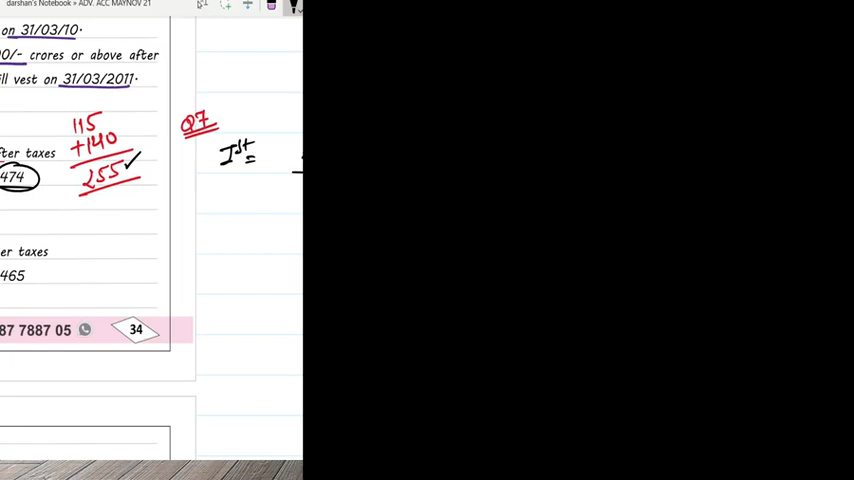 darshan's Notebook » ADV. ACC MAYNOV 21
on 31/03/10.
00/- crores or above after
ill vest on 31/03/2011.
115
+140
255✓
Q7
Ist =
fter taxes
474
er taxes
465
87 7887 05
34